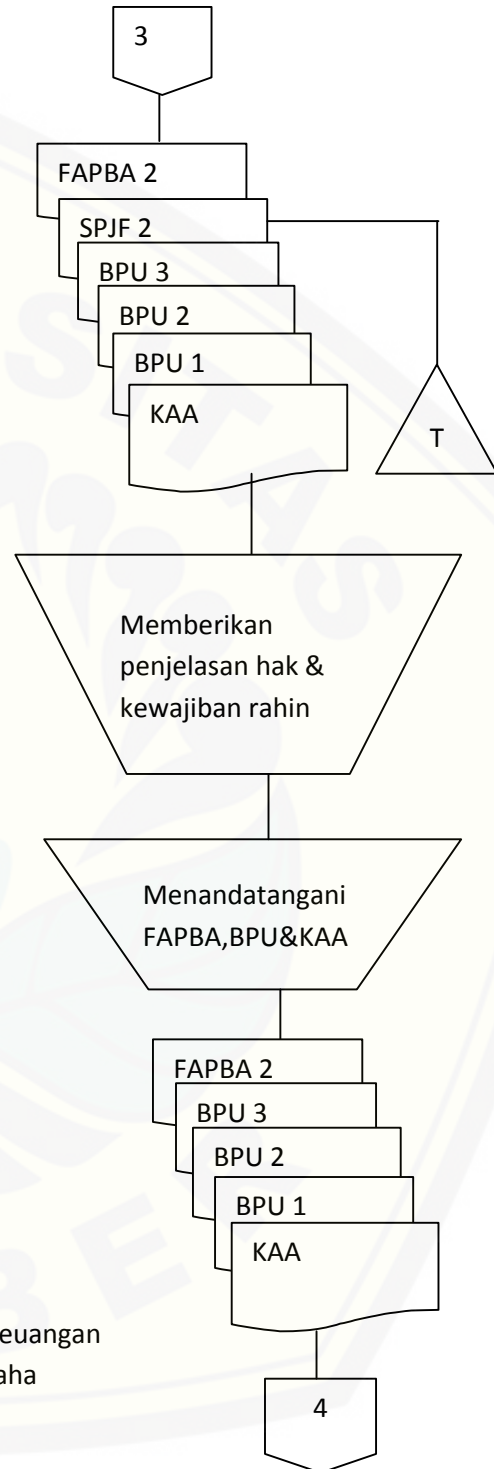 3
FAPBA 2
SPJF 2
BPU 3
BPU 2
BPU 1
KAA
T
Memberikan
penjelasan hak &
kewajiban rahin
Menandatangani
FAPBA,BPU&KAA
FAPBA 2
BPU 3
BPU 2
BPU 1
KAA
euangan
aha
4